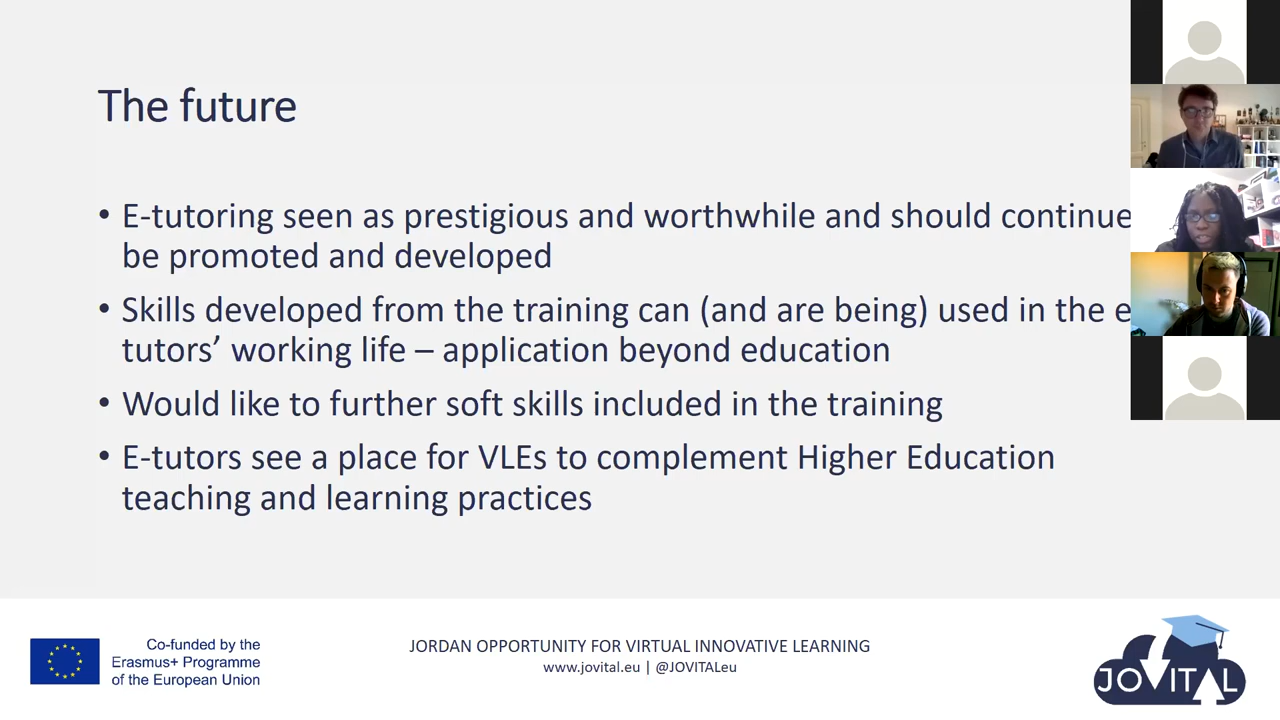 The future
• E-tutoring seen as prestigious and worthwhile and should continue
be promoted and developed
• Skills developed from the training can (and are being) used in the e
tutors’ working life – application beyond education
• Would like to further soft skills included in the training
• E-tutors see a place for VLEs to complement Higher Education
teaching and learning practices
Co-funded by the
Erasmus+ Programme
of the European Union
JORDAN OPPORTUNITY FOR VIRTUAL INNOVATIVE LEARNING
www.jovital.eu | @JOVITALeu
JOVITAL